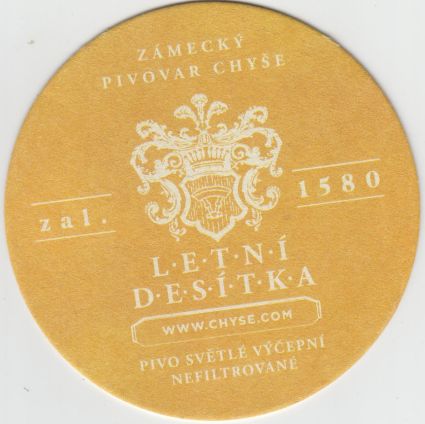 ZÁMECKÝ
PIVOVAR CHYŠE
zal. 1580
L·E·T·N·Í
D·E·S·Í·T·K·A
WWW.CHYSE.COM
PIVO SVĚTLÉ VÝČEPNÍ
NEFILTROVANÉ